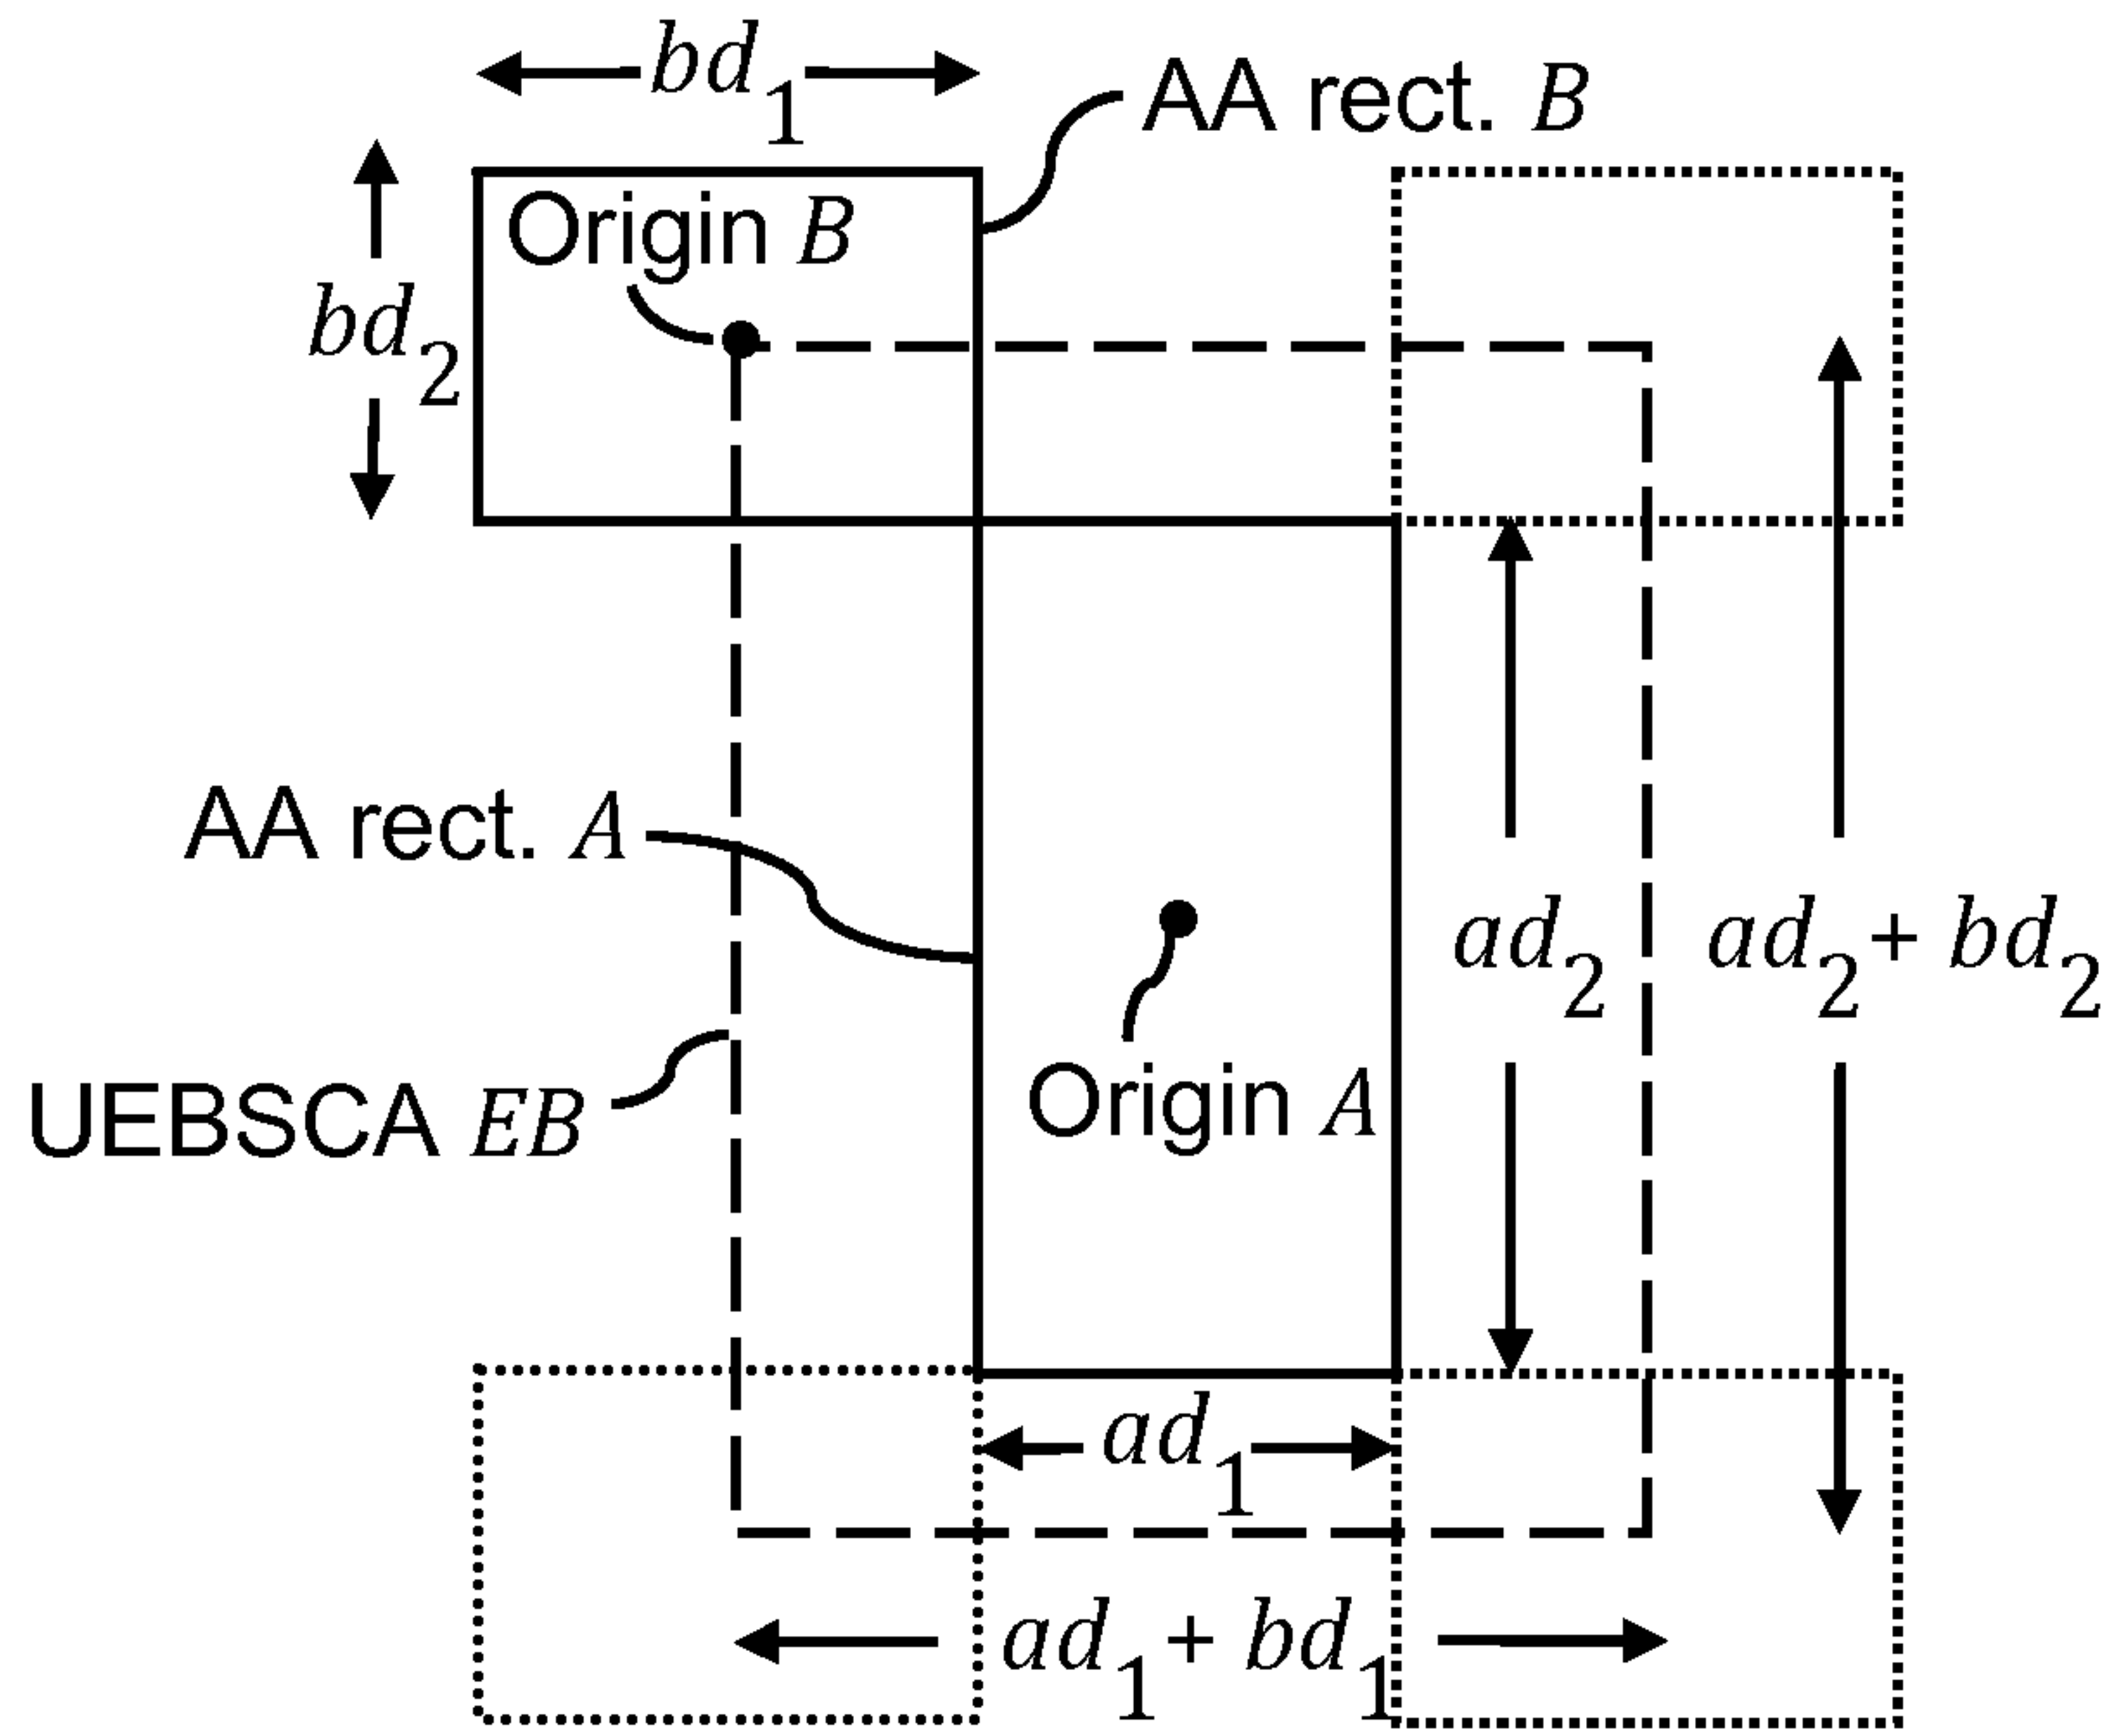 bd1
AA rect. B
Origin B
bd2
AA rect. A
ad2
ad2 + bd2
Origin A
UEBSCA EB
ad1
ad1 + bd1